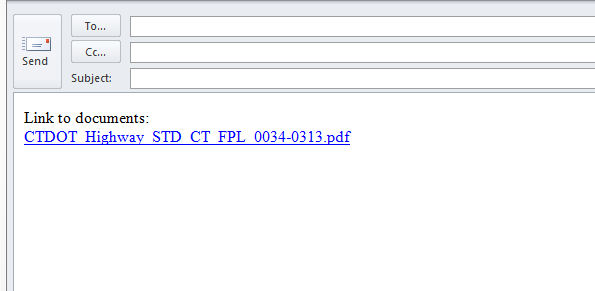 To...
Cc...
Send
Subject:
Link to documents:
CTDOT_Highway_STD_CT_FPL_0034-0313.pdf